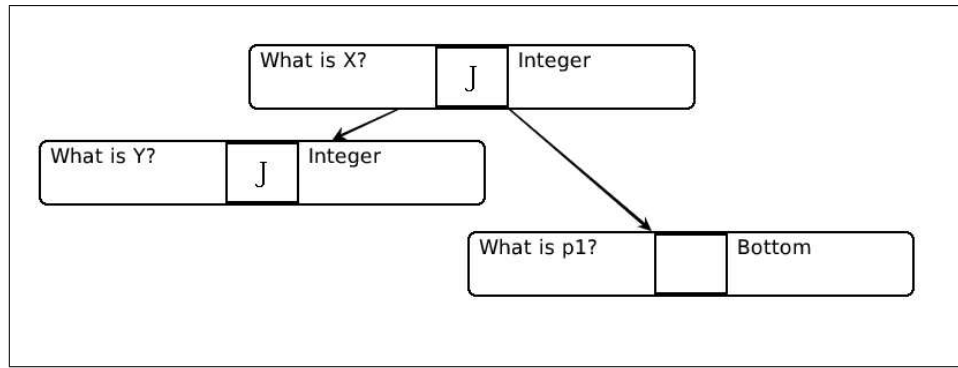 What is X? J Integer
What is Y? J Integer
What is p1? Bottom